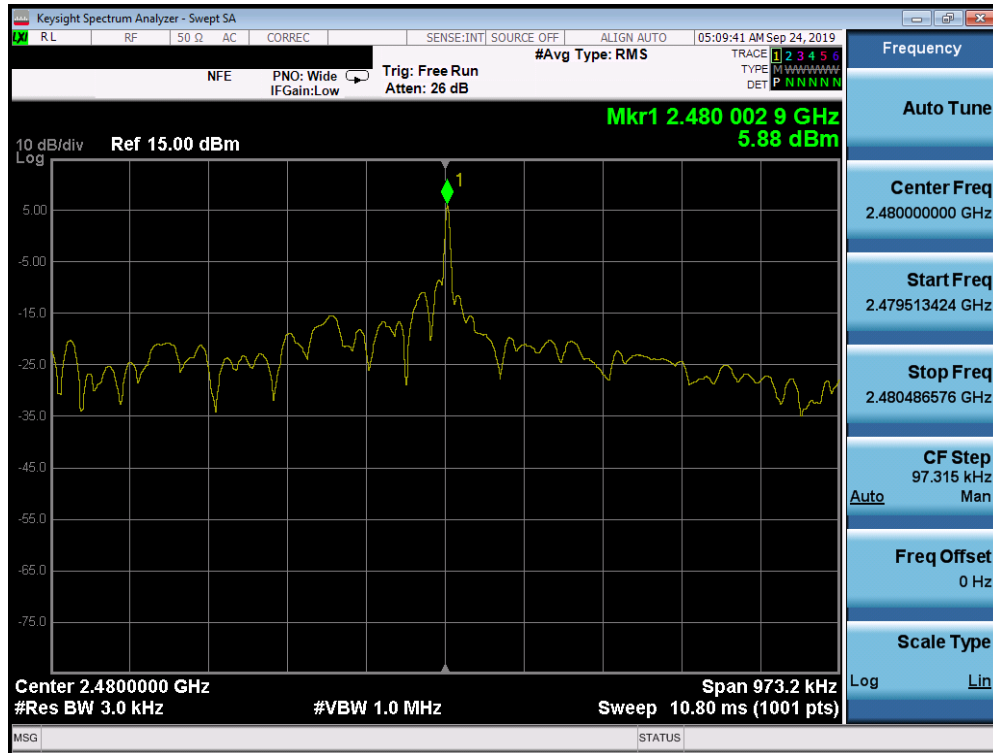 Keysight Spectrum Analyzer - Swept SA
LXI RL RF 50 Ω AC CORREC SENSE:INT SOURCE OFF ALIGN AUTO 05:09:41 AM Sep 24, 2019
#Avg Type: RMS TRACE 1 2 3 4 5 6
NFE PNO: Wide Trig: Free Run TYPE M W W W W W
IFGain:Low Atten: 26 dB DET P N N N N N
Mkr1 2.480 002 9 GHz
5.88 dBm
10 dB/div Ref 15.00 dBm
Log
1
5.00
-5.00
-15.0
-25.0
-35.0
-45.0
-55.0
-65.0
-75.0
Center 2.4800000 GHz Span 973.2 kHz
#Res BW 3.0 kHz #VBW 1.0 MHz Sweep 10.80 ms (1001 pts)
MSG STATUS
Frequency
Auto Tune
Center Freq
2.480000000 GHz
Start Freq
2.479513424 GHz
Stop Freq
2.480486576 GHz
CF Step
97.315 kHz
Auto Man
Freq Offset
0 Hz
Scale Type
Log Lin